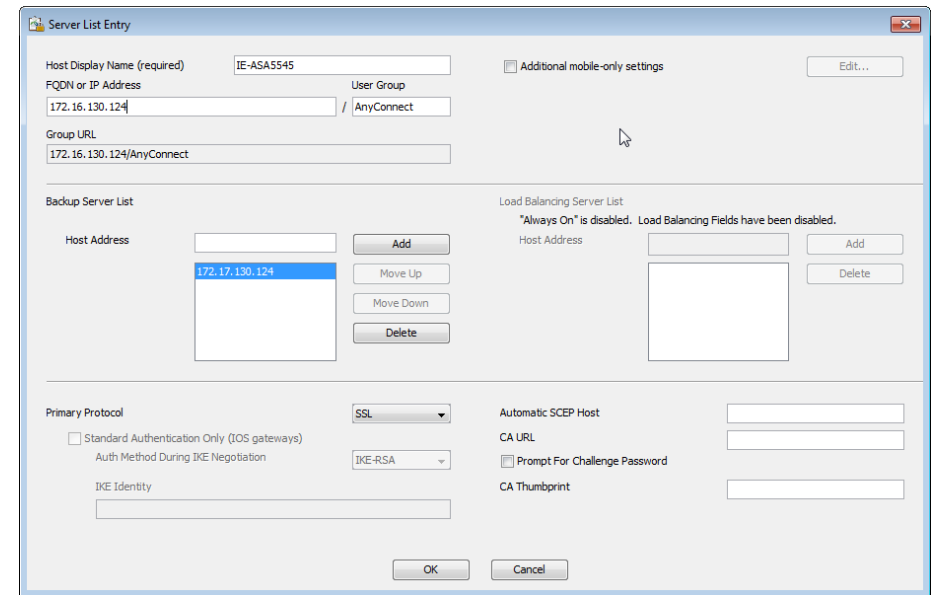 Server List Entry
Host Display Name (required) IE-ASA5545
Additional mobile-only settings Edit...
FQDN or IP Address User Group
172.16.130.124 / AnyConnect
Group URL
172.16.130.124/AnyConnect
Backup Server List
Host Address Add
172.17.130.124
Move Up
Move Down
Delete
Load Balancing Server List
"Always On" is disabled. Load Balancing Fields have been disabled.
Host Address Add
Delete
Primary Protocol SSL
Standard Authentication Only (IOS gateways)
Auth Method During IKE Negotiation IKE-RSA
IKE Identity
Automatic SCEP Host
CA URL
Prompt For Challenge Password
CA Thumbprint
OK Cancel